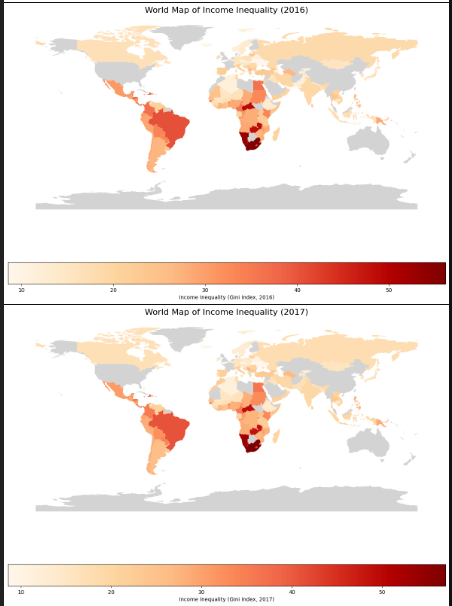 World Map of Income Inequality (2016)
10 20 30 40 50
Income Inequality (Gini Index, 2016)
World Map of Income Inequality (2017)
10 20 30 40 50
Income Inequality (Gini Index, 2017)